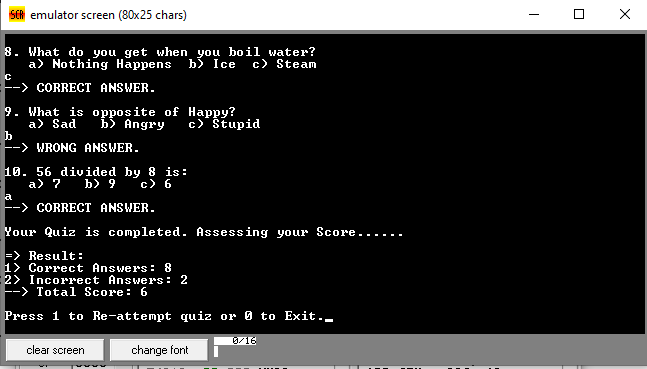 emulator screen (80x25 chars)
8. What do you get when you boil water?
a) Nothing Happens b) Ice c) Steam
c
--> CORRECT ANSWER.
9. What is opposite of Happy?
a) Sad b) Angry c) Stupid
b
--> WRONG ANSWER.
10. 56 divided by 8 is:
a) 7 b) 9 c) 6
a
--> CORRECT ANSWER.
Your Quiz is completed. Assessing your Score......
=> Result:
1> Correct Answers: 8
2> Incorrect Answers: 2
--> Total Score: 6
Press 1 to Re-attempt quiz or 0 to Exit._
clear screen change font 0/16